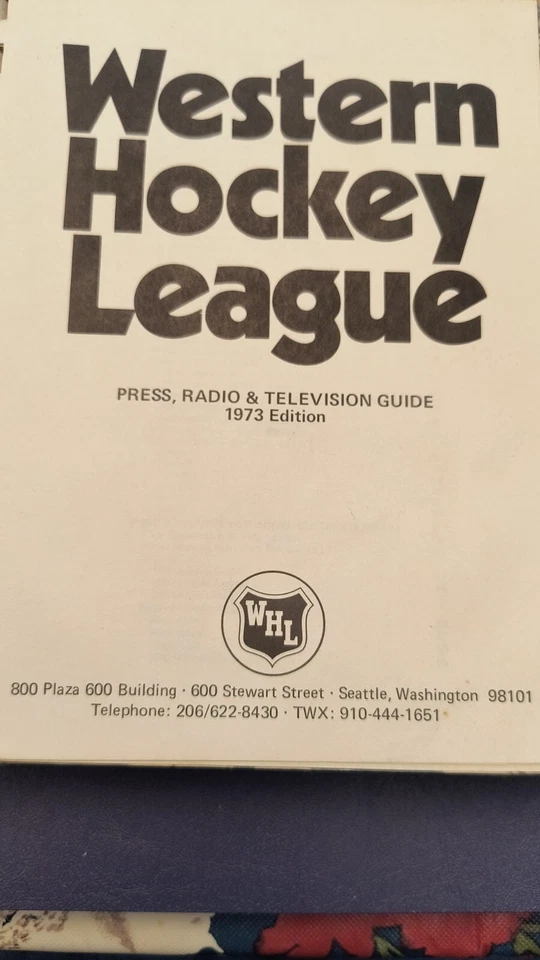 Western
Hockey
League
PRESS, RADIO & TELEVISION GUIDE
1973 Edition
WHL
800 Plaza 600 Building · 600 Stewart Street · Seattle, Washington 98101
Telephone: 206/622-8430 · TWX: 910-444-1651